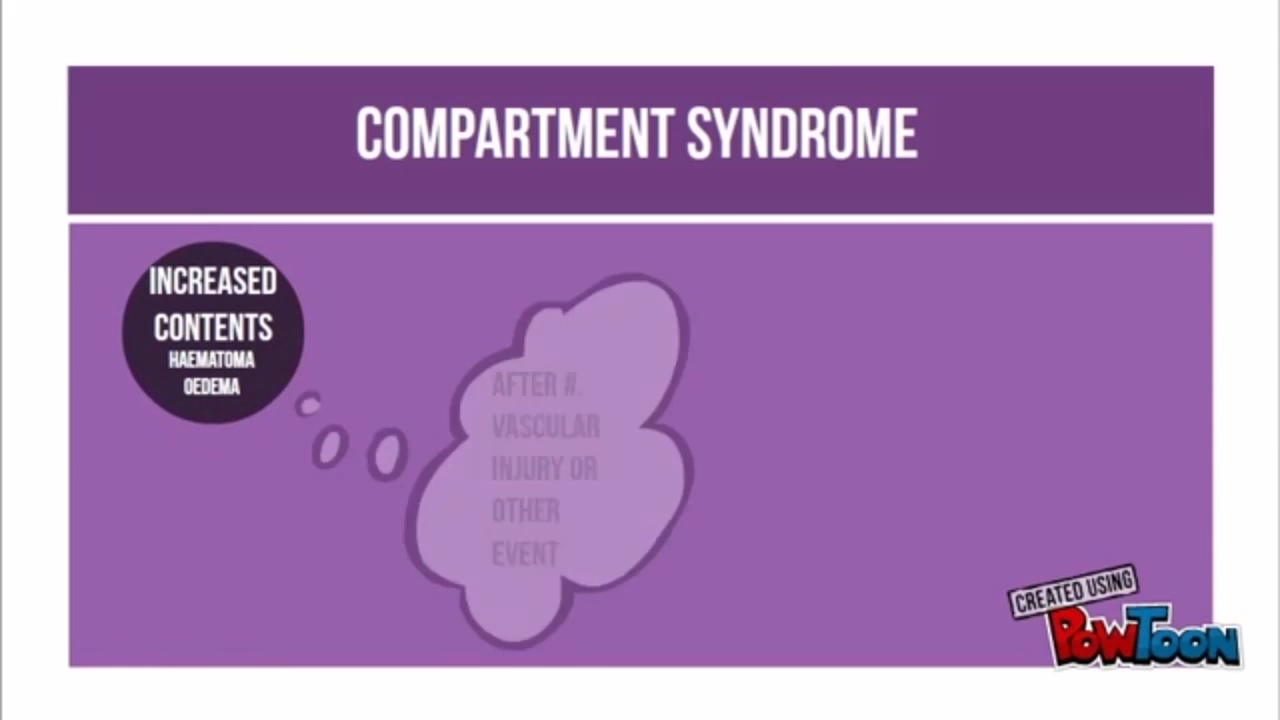 COMPARTMENT SYNDROME
INCREASED
CONTENTS
HAEMATOMA
OEDEMA
AFTER #.
VASCULAR
INJURY OR
OTHER
EVENT
CREATED USING
POWTOON